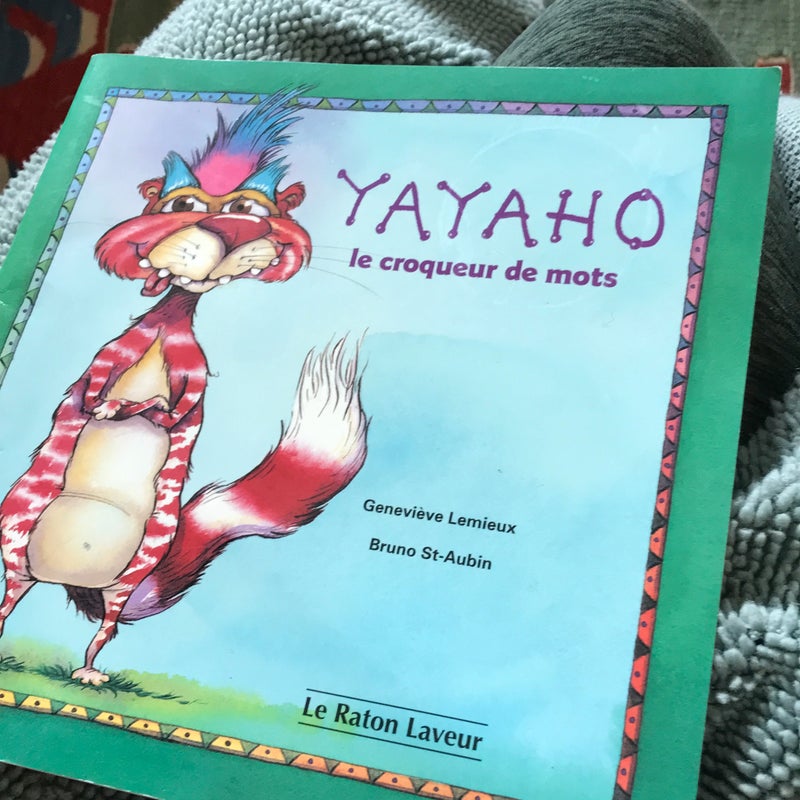 YAYAHO
le croqueur de mots
Geneviève Lemieux
Bruno St-Aubin
Le Raton Laveur